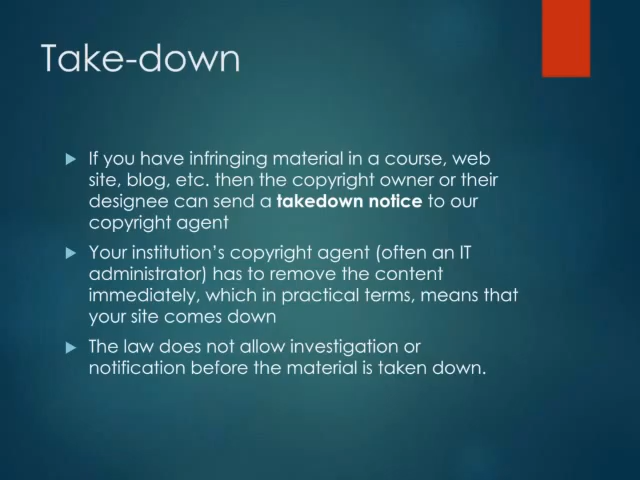 Take-down
If you have infringing material in a course, web
site, blog, etc. then the copyright owner or their
designee can send a takedown notice to our
copyright agent
Your institution’s copyright agent (often an IT
administrator) has to remove the content
immediately, which in practical terms, means that
your site comes down
The law does not allow investigation or
notification before the material is taken down.